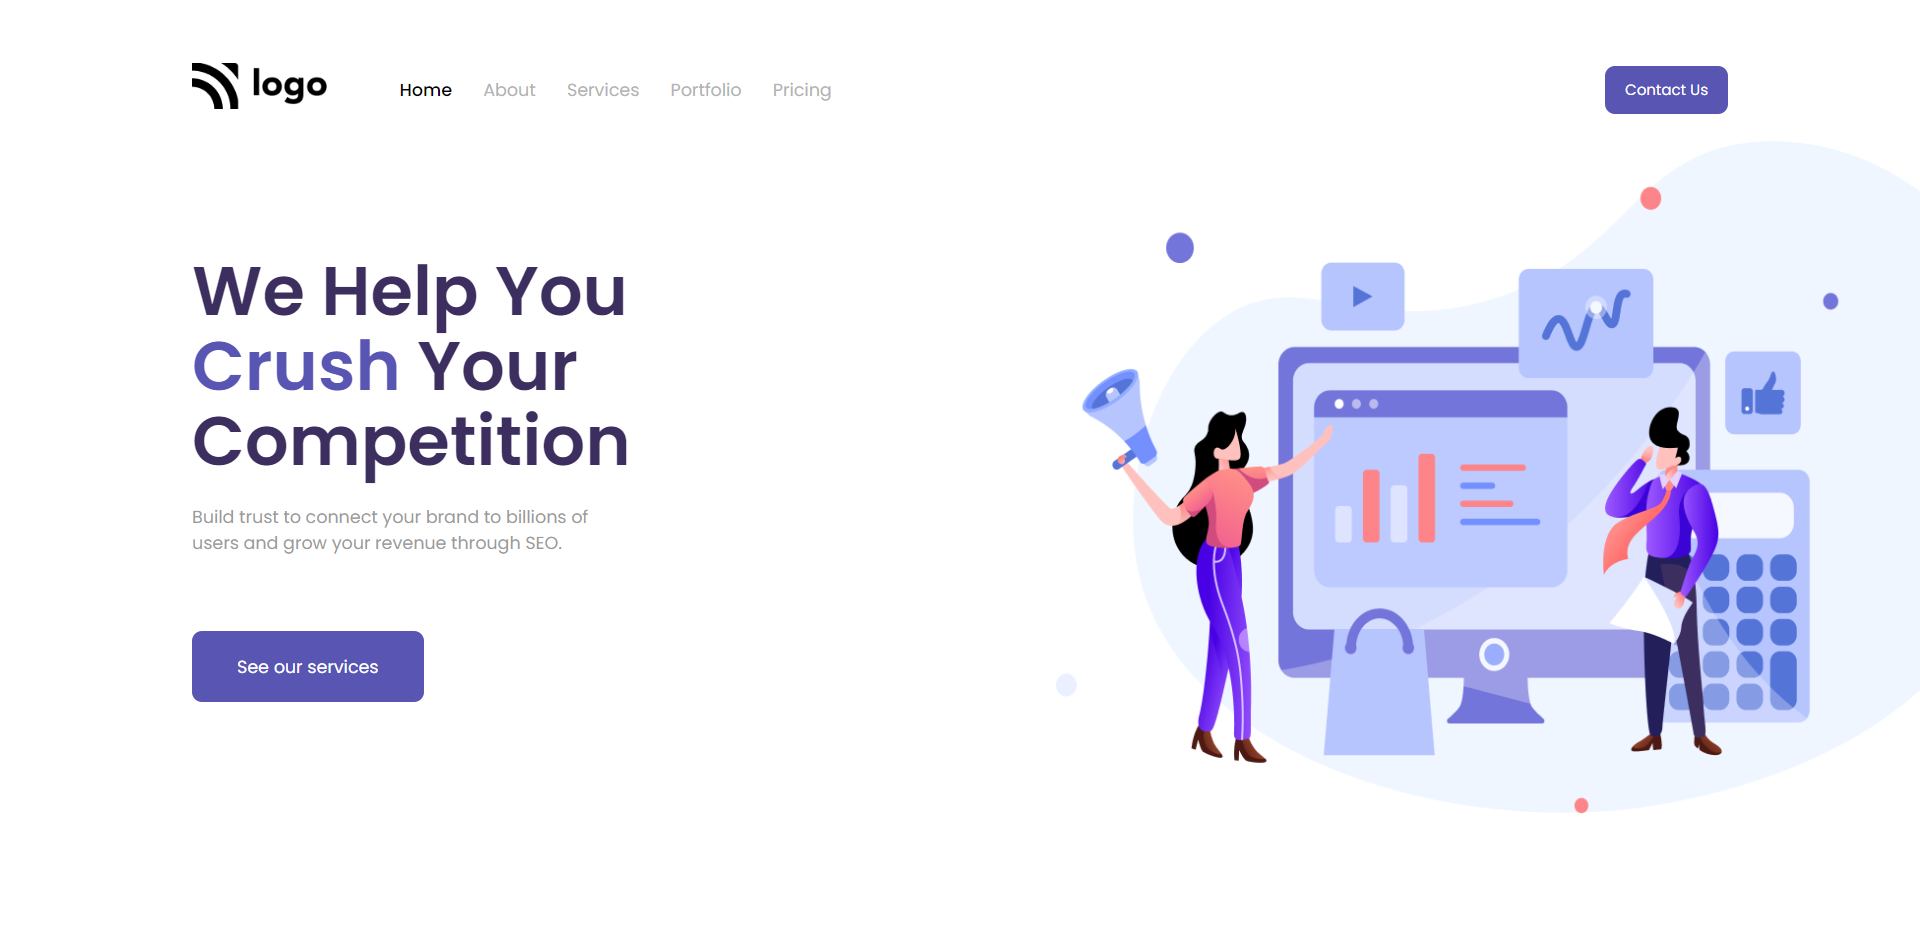 logo
Home About Services Portfolio Pricing
Contact Us
We Help You
Crush Your
Competition
Build trust to connect your brand to billions of
users and grow your revenue through SEO.
See our services